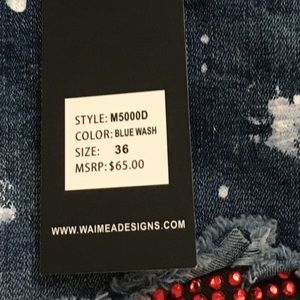 STYLE: M5000D
COLOR: BLUE WASH
SIZE: 36
MSRP: $65.00
WWW.WAIMEADESIGNS.COM